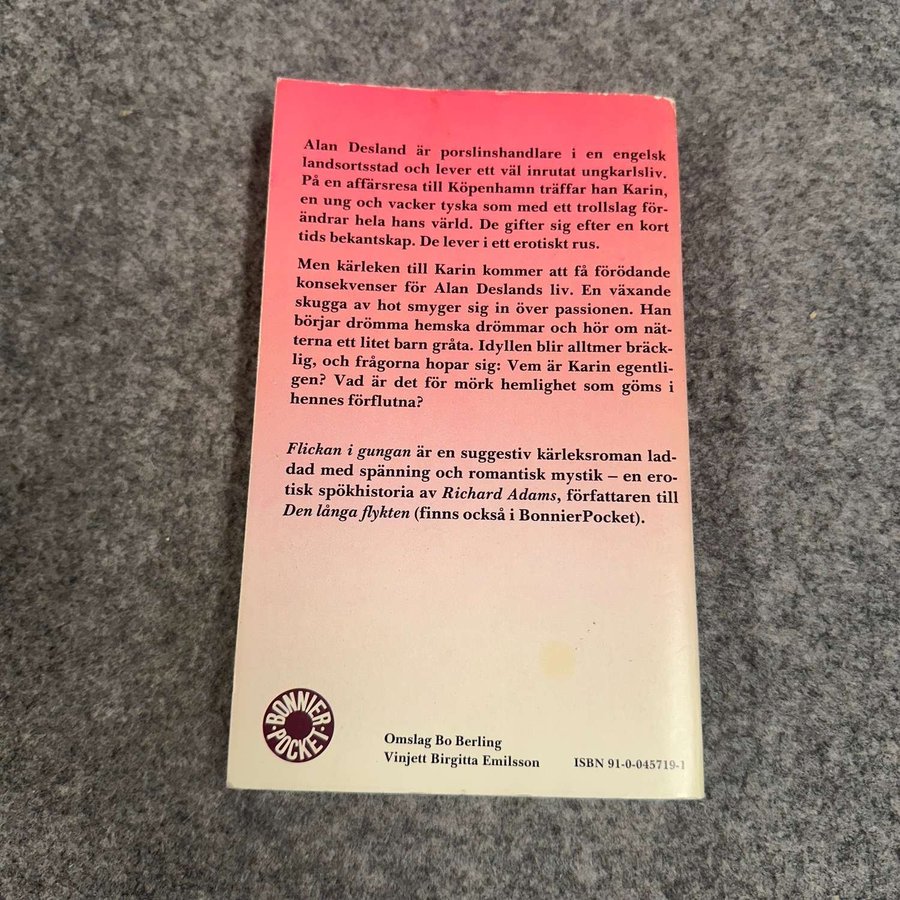 Alan Desland är porslinshandlare i en engelsk
landsortsstad och lever ett väl inrutat ungkarlsliv.
På en affärsresa till Köpenhamn träffar han Karin,
en ung och vacker tyska som med ett trollslag för-
ändrar hela hans värld. De gifter sig efter en kort
tids bekantskap. De lever i ett erotiskt rus.
Men kärleken till Karin kommer att få förödande
konsekvenser för Alan Deslands liv. En växande
skugga av hot smyger sig in över passionen. Han
börjar drömma hemska drömmar och hör om nät-
terna ett litet barn gråta. Idyllen blir alltmer bräck-
lig, och frågorna hopar sig: Vem är Karin egentli-
gen? Vad är det för mörk hemlighet som göms i
hennes förflutna?
Flickan i gungan är en suggestiv kärleksroman lad-
dad med spänning och romantisk mystik – en ero-
tisk spökhistoria av Richard Adams, författaren till
Den långa flykten (finns också i BonnierPocket).
BONNIER
POCKET
Omslag Bo Berling
Vinjett Birgitta Emilsson
ISBN 91-0-045719-1